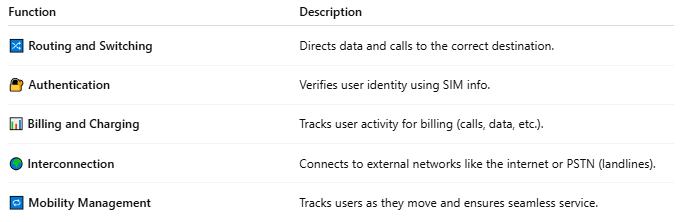 Function Description
🔀 Routing and Switching Directs data and calls to the correct destination.
🔐 Authentication Verifies user identity using SIM info.
📊 Billing and Charging Tracks user activity for billing (calls, data, etc.).
🌍 Interconnection Connects to external networks like the internet or PSTN (landlines).
🔁 Mobility Management Tracks users as they move and ensures seamless service.